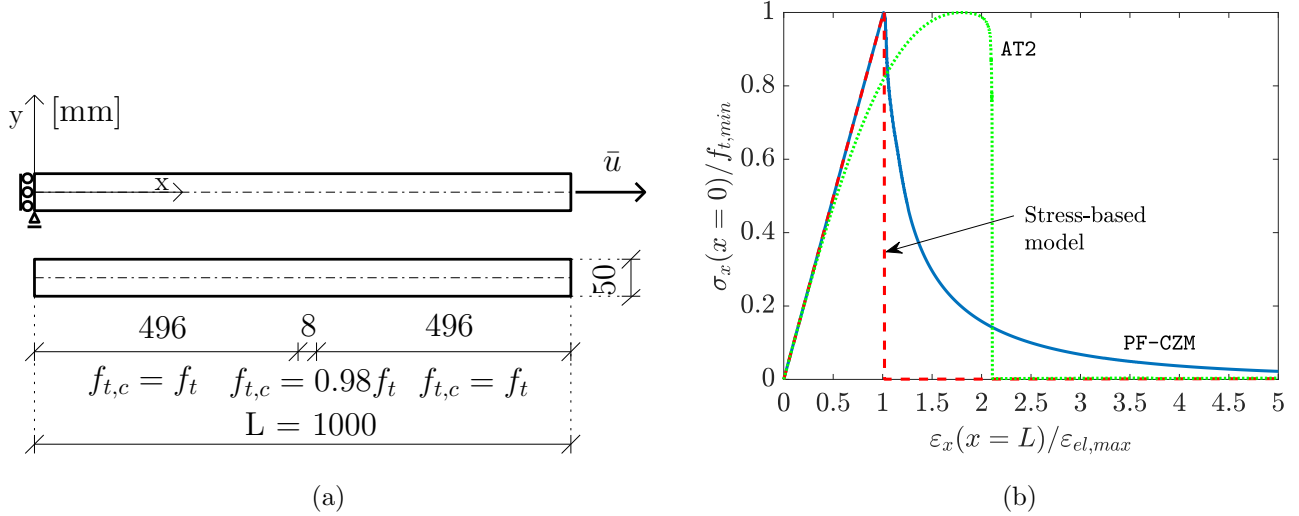 y
[mm]
x
ū
50
496 8 496
f_{t,c} = f_t f_{t,c} = 0.98f_t f_{t,c} = f_t
L = 1000
(a)
σ_x(x = 0)/f_{t,min}
1
0.8
0.6
0.4
0.2
0
AT2
Stress-based
model
PF-CZM
0 0.5 1 1.5 2 2.5 3 3.5 4 4.5 5
ε_x(x = L)/ε_{el,max}
(b)